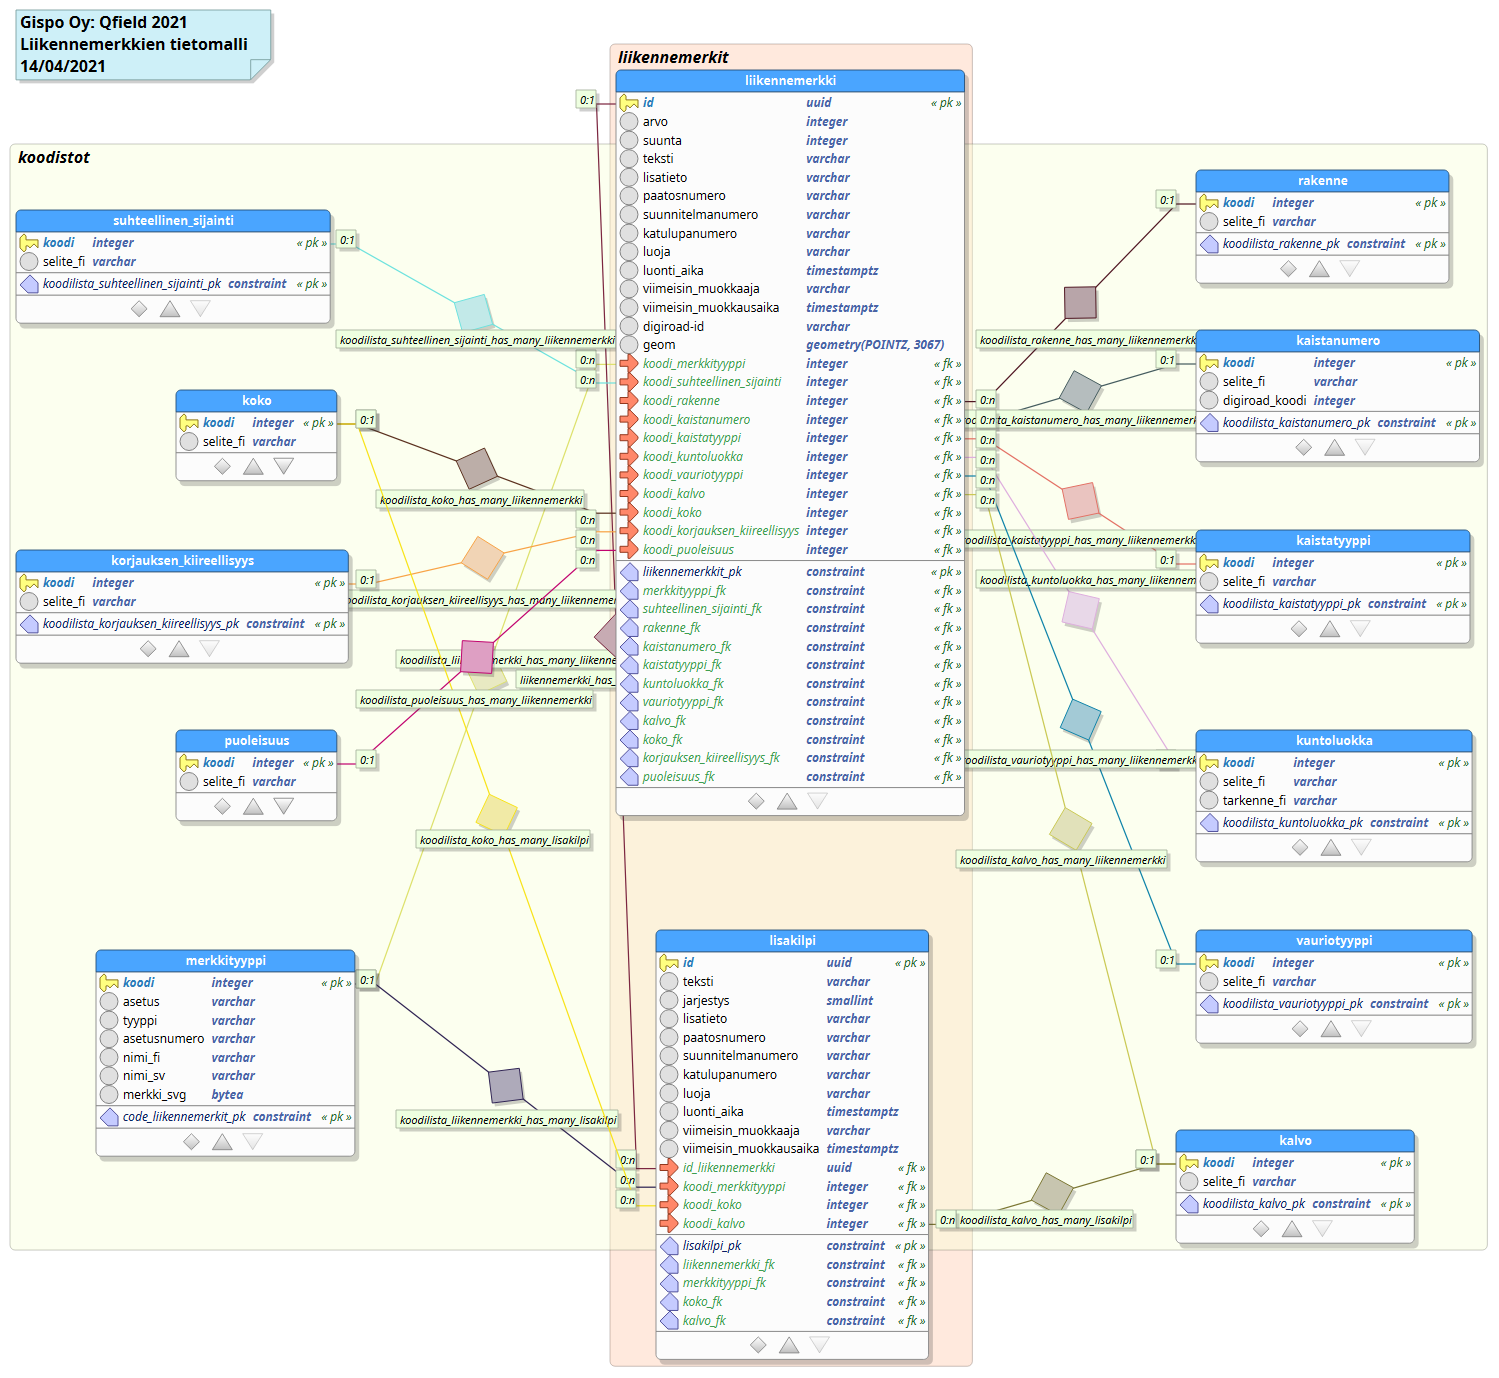 Gispo Oy: Qfield 2021
Liikennemerkkien tietomalli
14/04/2021
liikennemerkit
liikennemerkki
id uuid « pk »
arvo integer
suunta integer
teksti varchar
lisatieto varchar
paatosnumero varchar
suunnitelmanumero varchar
katulupanumero varchar
luoja varchar
luonti_aika timestamptz
viimeisin_muokkaaja varchar
viimeisin_muokkausaika timestamptz
digiroad-id varchar
geom geometry(POINTZ, 3067)
koodi_merkkityyppi integer « fk »
koodi_suhteellinen_sijainti integer « fk »
koodi_rakenne integer « fk »
koodi_kaistanumero integer « fk »
koodi_kaistatyyppi integer « fk »
koodi_kuntoluokka integer « fk »
koodi_vauriotyyppi integer « fk »
koodi_kalvo integer « fk »
koodi_koko integer « fk »
koodi_korjauksen_kiireellisyys integer « fk »
koodi_puoleisuus integer « fk »
liikennemerkit_pk constraint « pk »
merkkityyppi_fk constraint « fk »
suhteellinen_sijainti_fk constraint « fk »
rakenne_fk constraint « fk »
kaistanumero_fk constraint « fk »
kaistatyyppi_fk constraint « fk »
kuntoluokka_fk constraint « fk »
vauriotyyppi_fk constraint « fk »
kalvo_fk constraint « fk »
koko_fk constraint « fk »
korjauksen_kiireellisyys_fk constraint « fk »
puoleisuus_fk constraint « fk »
koodistot
suhteellinen_sijainti
koodi integer « pk »
selite_fi varchar
koodilista_suhteellinen_sijainti_pk constraint « pk »
koko
koodi integer « pk »
selite_fi varchar
korjauksen_kiireellisyys
koodi integer « pk »
selite_fi varchar
koodilista_korjauksen_kiireellisyys_pk constraint « pk »
puoleisuus
koodi integer « pk »
selite_fi varchar
merkkityyppi
koodi integer « pk »
asetus varchar
tyyppi varchar
asetusnumero varchar
nimi_fi varchar
nimi_sv varchar
merkki_svg bytea
code_liikennemerkit_pk constraint « pk »
0:1
0:1
0:1
0:1
0:1
0:1
koodilista_suhteellinen_sijainti_has_many_liikennemerkki
0:n
0:n
koodilista_koko_has_many_liikennemerkki
0:n
0:n
0:n
oodilista_korjauksen_kiireellisyys_has_many_liikennemer
koodilista_lii merkki_has_many_liikenne
liikennemerkki_has_
koodilista_puoleisuus_has_many_liikennemerkki
koodilista_koko_has_many_lisakilpi
koodilista_liikennemerkki_has_many_lisakilpi
0:n
0:n
0:n
lisakilpi
id uuid « pk »
teksti varchar
jarjestys smallint
lisatieto varchar
paatosnumero varchar
suunnitelmanumero varchar
katulupanumero varchar
luoja varchar
luonti_aika timestamptz
viimeisin_muokkaaja varchar
viimeisin_muokkausaika timestamptz
id_liikennemerkki uuid « fk »
koodi_merkkityyppi integer « fk »
koodi_koko integer « fk »
koodi_kalvo integer « fk »
lisakilpi_pk constraint « pk »
liikennemerkki_fk constraint « fk »
merkkityyppi_fk constraint « fk »
koko_fk constraint « fk »
kalvo_fk constraint « fk »
0:1
koodilista_rakenne_has_many_liikennemerk
0:1
0:n
0:n
a_kaistanumero_has_many_liikennemerk
0:n
0:n
0:n
0:n
oodilista_kaistatyyppi_has_many_liikennemerk
0:1
koodilista_kuntoluokka_has_many_liikennem
oodilista_vauriotyyppi_has_many_liikennemerkk
koodilista_kalvo_has_many_liikennemerkki
0:1
0:1
0:n
koodilista_kalvo_has_many_lisakilpi
rakenne
koodi integer « pk »
selite_fi varchar
koodilista_rakenne_pk constraint « pk »
kaistanumero
koodi integer « pk »
selite_fi varchar
digiroad_koodi integer
koodilista_kaistanumero_pk constraint « pk »
kaistatyyppi
koodi integer « pk »
selite_fi varchar
koodilista_kaistatyyppi_pk constraint « pk »
kuntoluokka
koodi integer « pk »
selite_fi varchar
tarkenne_fi varchar
koodilista_kuntoluokka_pk constraint « pk »
vauriotyyppi
koodi integer « pk »
selite_fi varchar
koodilista_vauriotyyppi_pk constraint « pk »
kalvo
koodi integer « pk »
selite_fi varchar
koodilista_kalvo_pk constraint « pk »